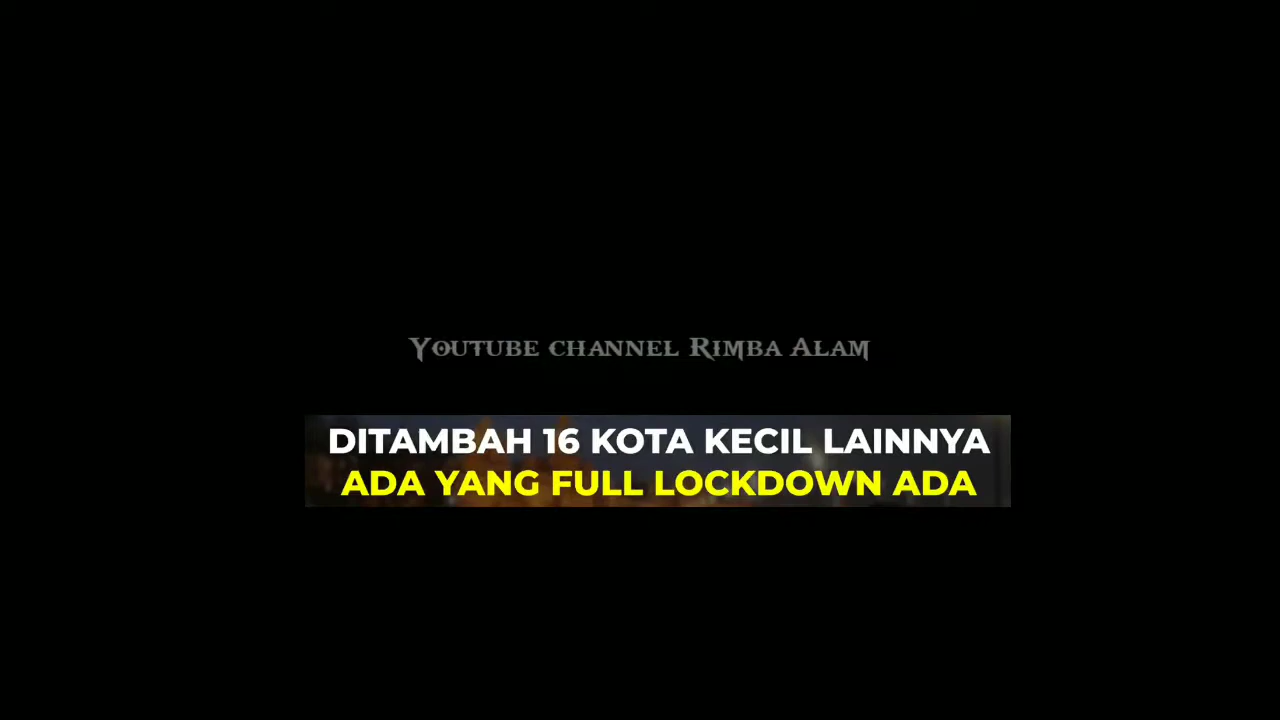 Youtube channel Rimba Alam
DITAMBAH 16 KOTA KECIL LAINNYA
ADA YANG FULL LOCKDOWN ADA